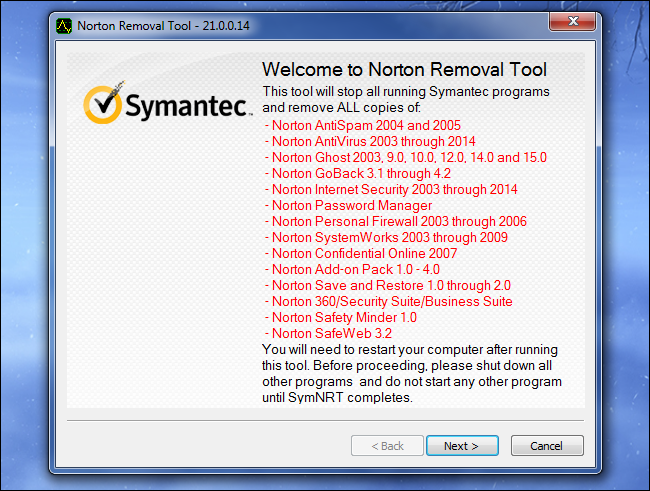 Norton Removal Tool - 21.0.0.14
Symantec™
Welcome to Norton Removal Tool
This tool will stop all running Symantec programs
and remove ALL copies of:
- Norton AntiSpam 2004 and 2005
- Norton AntiVirus 2003 through 2014
- Norton Ghost 2003, 9.0, 10.0, 12.0, 14.0 and 15.0
- Norton GoBack 3.1 through 4.2
- Norton Internet Security 2003 through 2014
- Norton Password Manager
- Norton Personal Firewall 2003 through 2006
- Norton SystemWorks 2003 through 2009
- Norton Confidential Online 2007
- Norton Add-on Pack 1.0 - 4.0
- Norton Save and Restore 1.0 through 2.0
- Norton 360/Security Suite/Business Suite
- Norton Safety Minder 1.0
- Norton SafeWeb 3.2
You will need to restart your computer after running
this tool. Before proceeding, please shut down all
other programs  and do not start any other program
until SymNRT completes.
< Back
Next >
Cancel